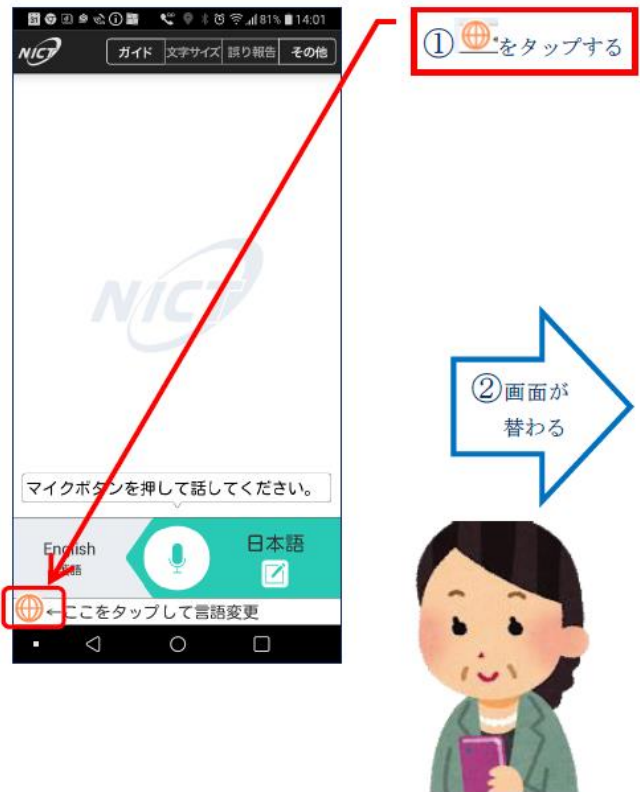 81% 14:01
NICT
ガイド 文字サイズ 誤り報告 その他
①をタップする
NICT
②画面が
替わる
マイクボタンを押して話してください。
English
日本語
←ここをタップして言語変更